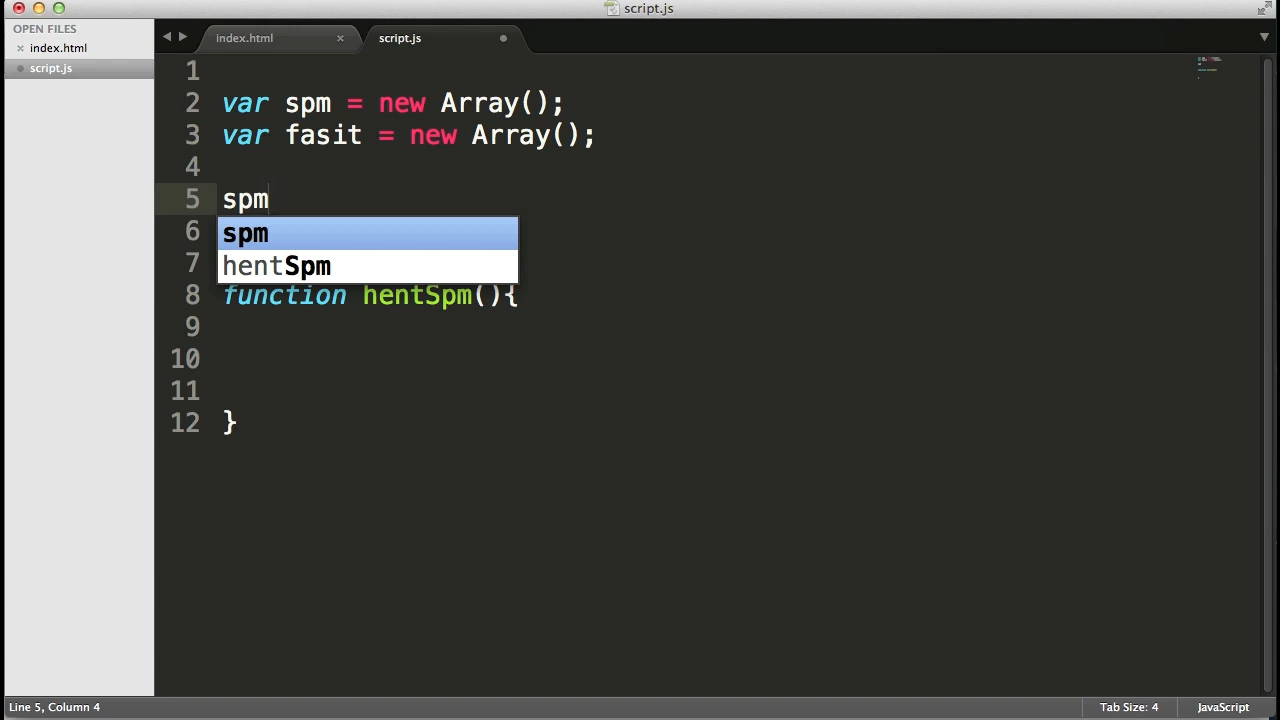 script.js
OPEN FILES
index.html
script.js
index.html
script.js
1
2 var spm = new Array();
3 var fasit = new Array();
4
5 spm
6 spm
7 hentSpm
8 function hentSpm(){
9
10
11
12 }
Line 5, Column 4
Tab Size: 4
JavaScript